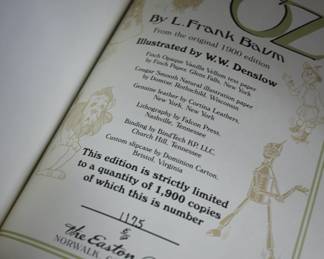 OZ
By L. Frank Baum
From the original 1900 edition
Illustrated by W.W. Denslow
Finch Opaque Vanilla Vellum text paper
by Finch Paper, Glens Falls, New York
Cougar Smooth Natural illustration paper
by Domtar, Rothschild, Wisconsin
Genuine leather by Cortina Leathers,
New York, New York
Lithography by Falcon Press,
Nashville, Tennessee
Binding by BindTech KP. LLC.
Church Hill, Tennessee
Custom slipcase by Dominion Carton,
Bristol, Virginia
This edition is strictly limited
to a quantity of 1,900 copies
of which this is number
1175
the Easton
NORWALK,